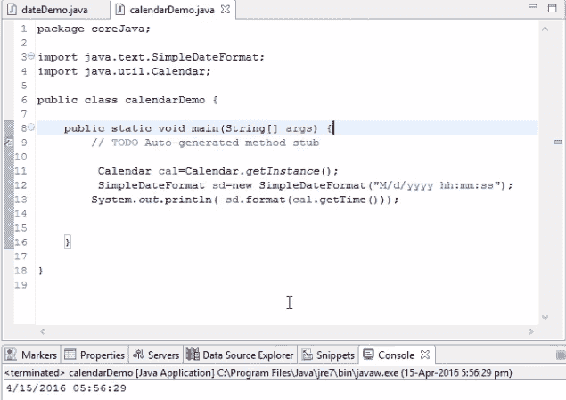 dateDemo.java calendarDemo.java
1 package coreJava;
2
3 import java.text.SimpleDateFormat;
4 import java.util.Calendar;
5
6 public class calendarDemo {
7
8 public static void main(String[] args) {
9 // TODO Auto generated method stub
10
11 Calendar cal=Calendar.getInstance();
12 SimpleDateFormat sd=new SimpleDateFormat("M/d/yyyy hh:mm:ss");
13 System.out.println( sd.format(cal.getTime()));
14
15
16 }
17
18 }
19
Markers Properties Servers Data Source Explorer Snippets Console
<terminated> calendarDemo [Java Application] C:\Program Files\Java\jre7\bin\javaw.exe (15-Apr-2016 5:56:29 pm)
4/15/2016 05:56:29